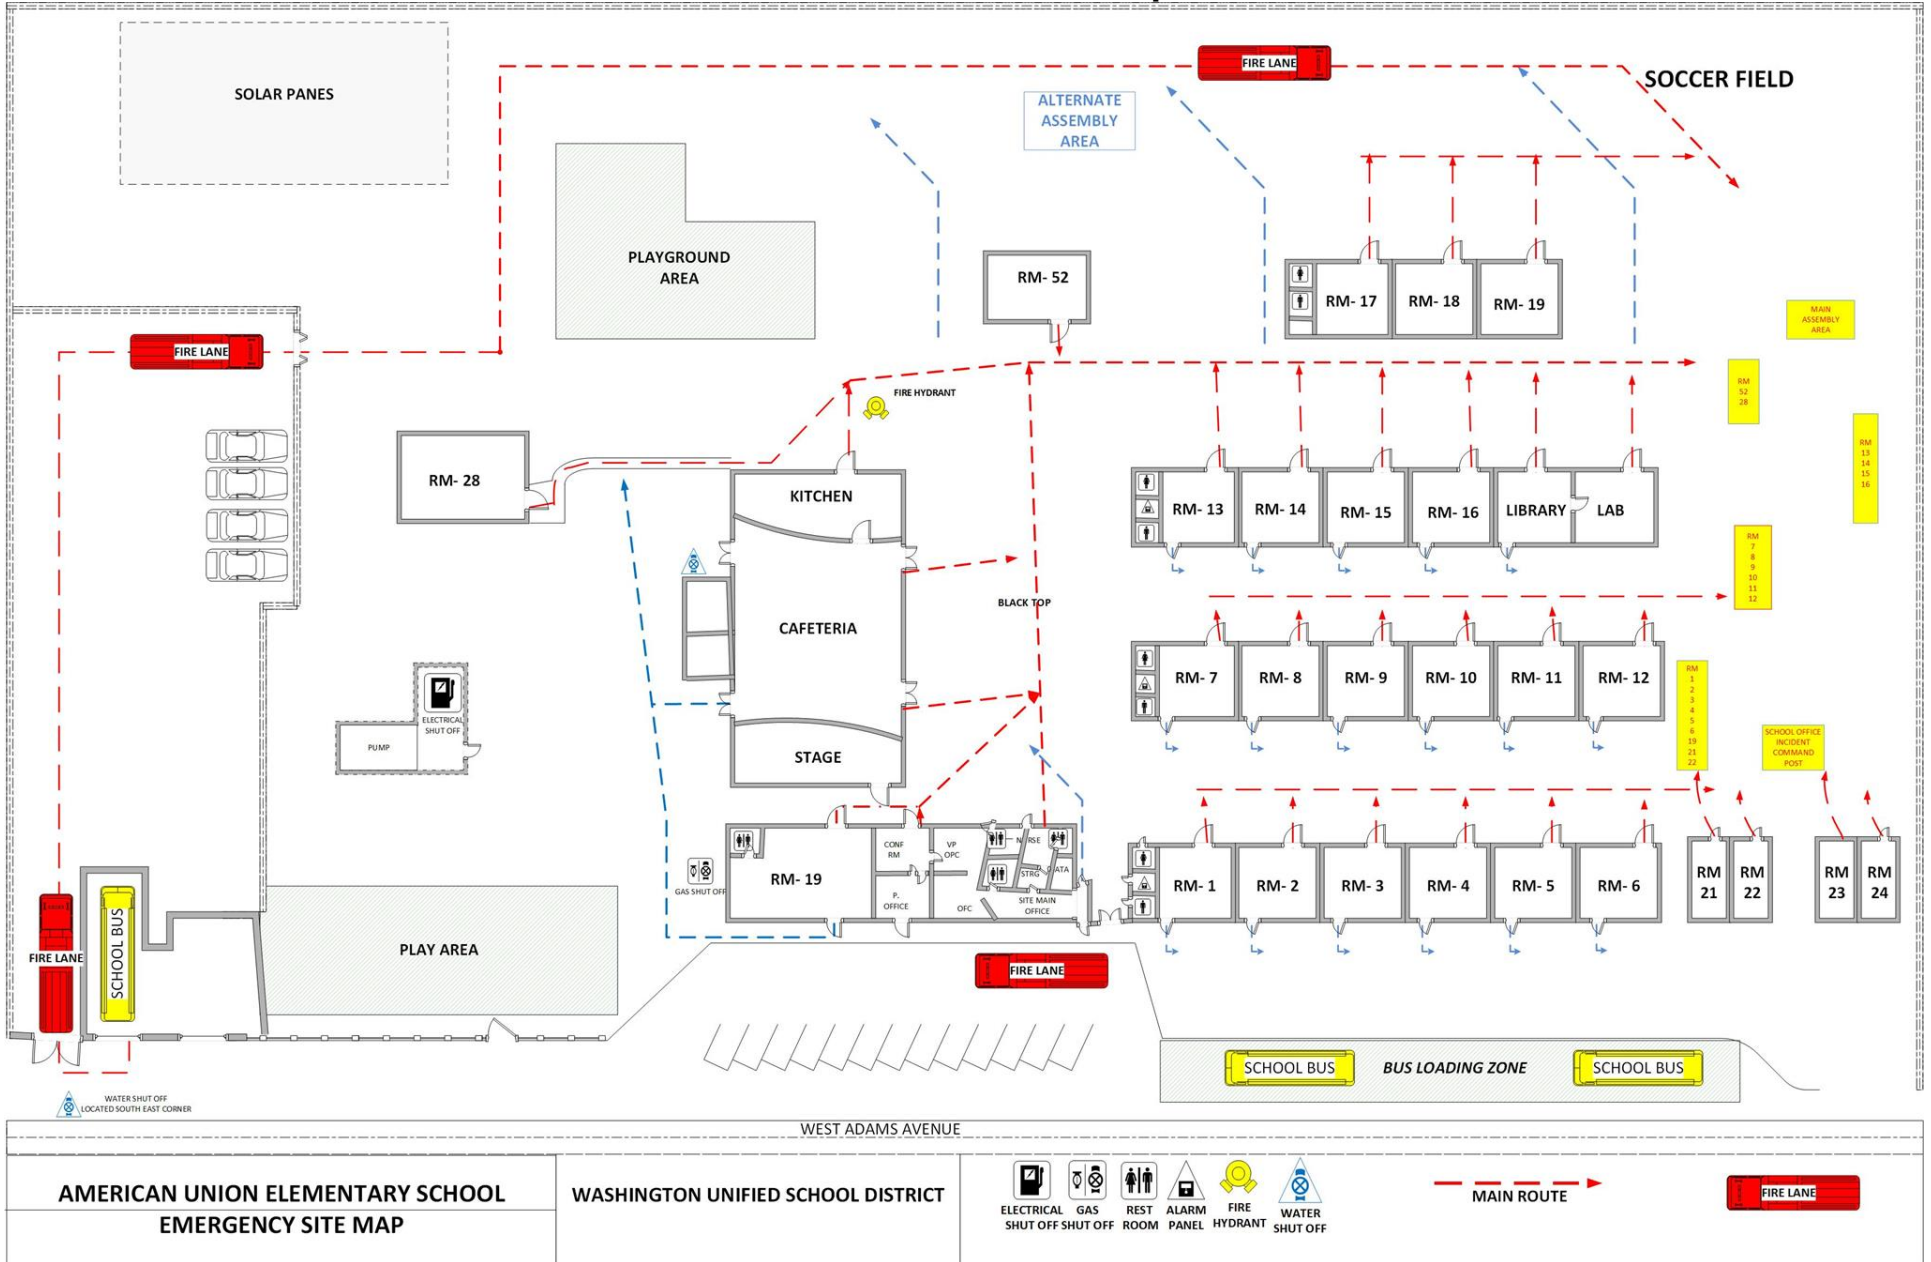 FIRE LANE
SOCCER FIELD
SOLAR PANES
ALTERNATE
ASSEMBLY
AREA
PLAYGROUND
AREA
RM- 52
RM- 17
RM- 18
RM- 19
MAIN
ASSEMBLY
AREA
FIRE LANE
FIRE HYDRANT
RM
52
28
RM
13
14
15
16
RM- 28
KITCHEN
RM- 13
RM- 14
RM- 15
RM- 16
LIBRARY
LAB
RM
7
8
9
10
11
12
BLACK TOP
CAFETERIA
RM- 7
RM- 8
RM- 9
RM- 10
RM- 11
RM- 12
RM
1
2
3
4
5
6
19
21
22
ELECTRICAL
SHUT OFF
PUMP
STAGE
SCHOOL OFFICE
INCIDENT
COMMAND
POST
GAS SHUT OFF
RM- 19
CONF
RM
VP
OPC
STRG
P.
OFFICE
OFC
SITE MAIN
OFFICE
RM- 1
RM- 2
RM- 3
RM- 4
RM- 5
RM- 6
RM
21
RM
22
RM
23
RM
24
FIRE LANE
SCHOOL BUS
PLAY AREA
FIRE LANE
SCHOOL BUS
BUS LOADING ZONE
SCHOOL BUS
WATER SHUT OFF
LOCATED SOUTH EAST CORNER
WEST ADAMS AVENUE
AMERICAN UNION ELEMENTARY SCHOOL
EMERGENCY SITE MAP
WASHINGTON UNIFIED SCHOOL DISTRICT
ELECTRICAL
SHUT OFF
GAS
SHUT OFF
REST
ROOM
ALARM
PANEL
FIRE
HYDRANT
WATER
SHUT OFF
MAIN ROUTE
FIRE LANE